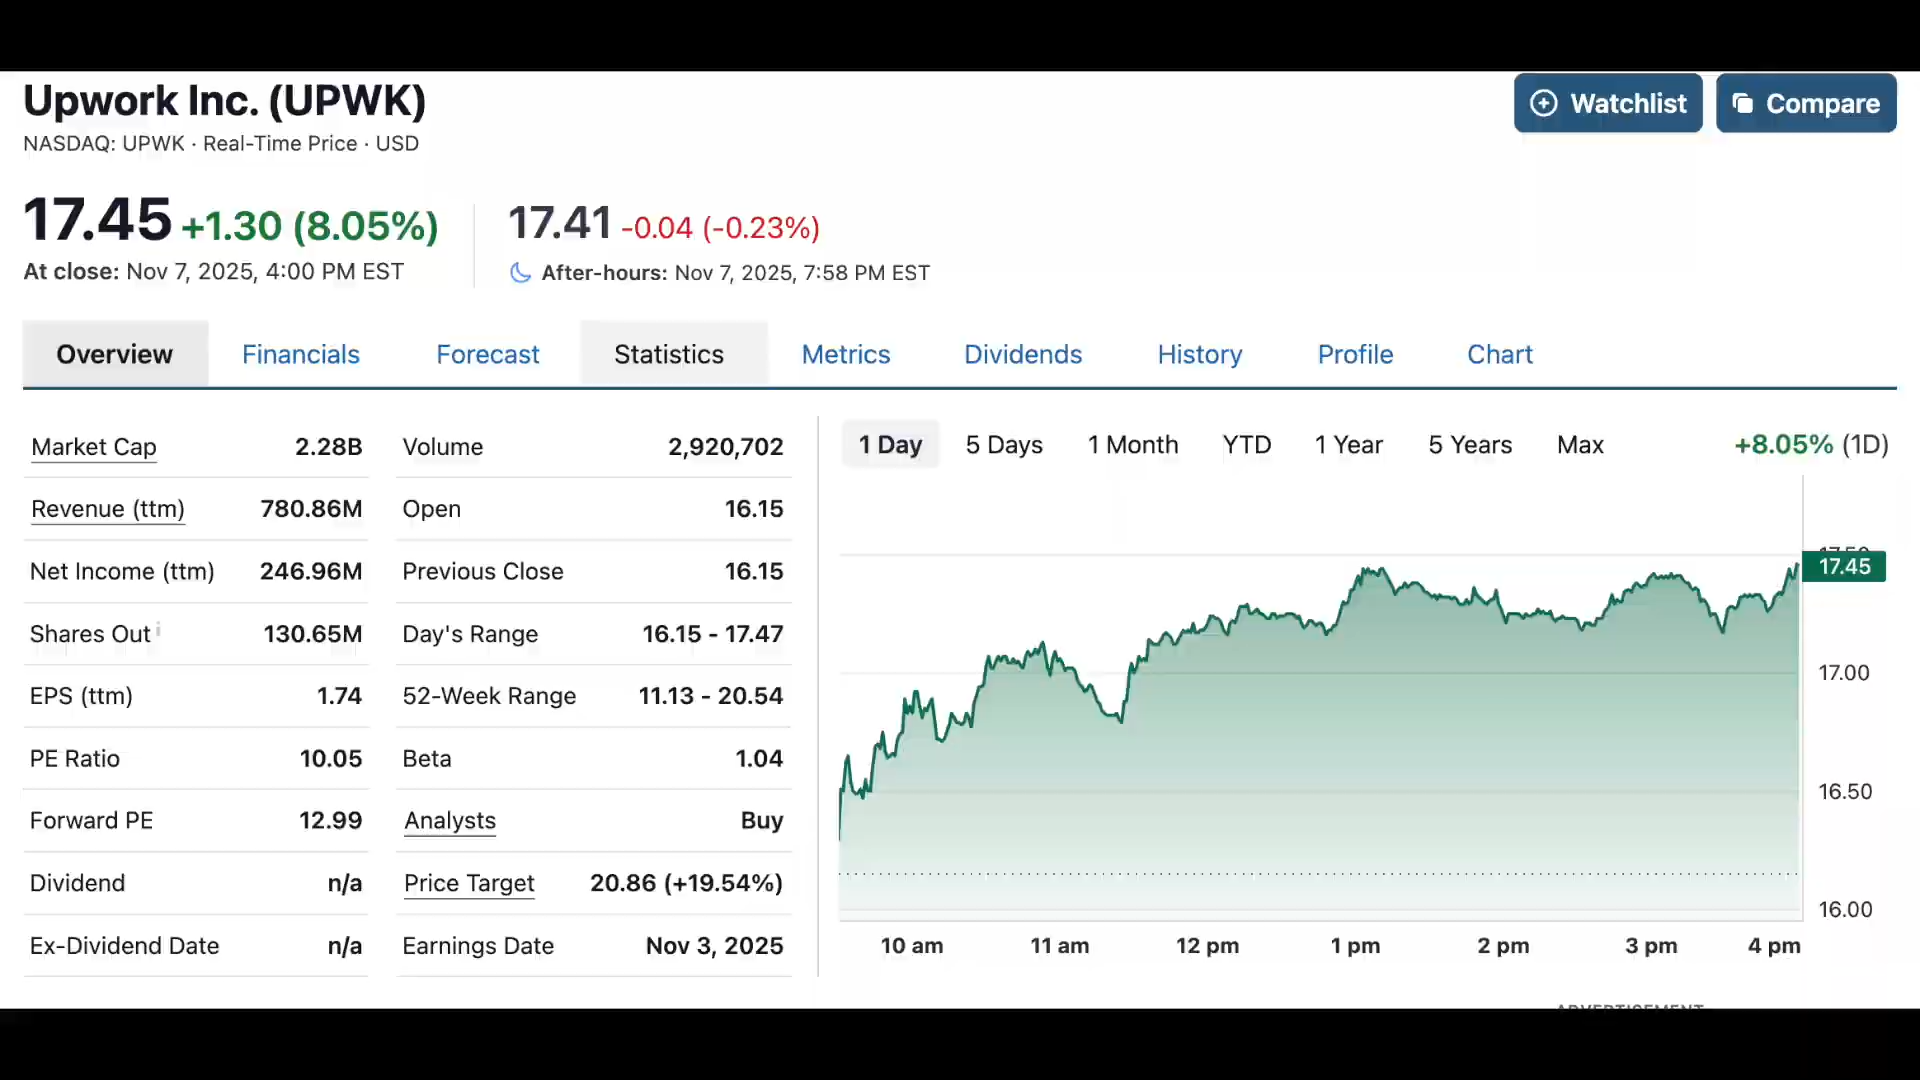 Upwork Inc. (UPWK)
Watchlist
Compare
NASDAQ: UPWK · Real-Time Price · USD
17.45 +1.30 (8.05%)
17.41 -0.04 (-0.23%)
At close: Nov 7, 2025, 4:00 PM EST
After-hours: Nov 7, 2025, 7:58 PM EST
Overview Financials Forecast Statistics Metrics Dividends History Profile Chart
Market Cap 2.28B
Revenue (ttm) 780.86M
Net Income (ttm) 246.96M
Shares Out i 130.65M
EPS (ttm) 1.74
PE Ratio 10.05
Forward PE 12.99
Dividend n/a
Ex-Dividend Date n/a
Volume 2,920,702
Open 16.15
Previous Close 16.15
Day's Range 16.15 - 17.47
52-Week Range 11.13 - 20.54
Beta 1.04
Analysts Buy
Price Target 20.86 (+19.54%)
Earnings Date Nov 3, 2025
1 Day 5 Days 1 Month YTD 1 Year 5 Years Max +8.05% (1D)
17.50
17.45
17.00
16.50
16.00
10 am 11 am 12 pm 1 pm 2 pm 3 pm 4 pm
ADVERTISEMENT